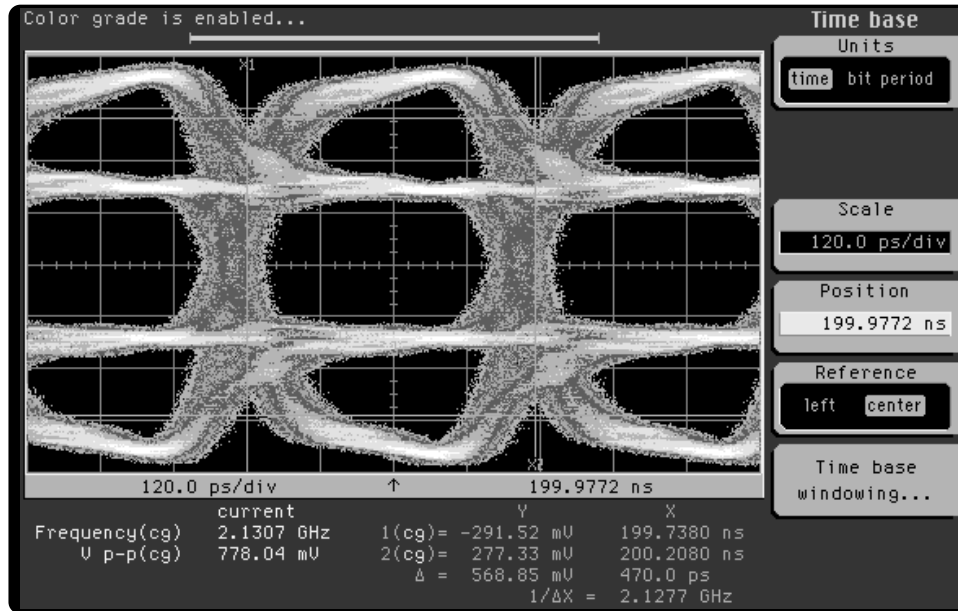 Color grade is enabled...
Time base
Units
time bit period
Scale
120.0 ps/div
Position
199.9772 ns
Reference
left center
Time base
windowing...
X1
X2
120.0 ps/div ↑ 199.9772 ns
current Y X
Frequency(cg) 2.1307 GHz 1(cg)= -291.52 mV 199.7380 ns
V p-p(cg) 778.04 mV 2(cg)= 277.33 mV 200.2080 ns
Δ = 568.85 mV 470.0 ps
1/ΔX = 2.1277 GHz